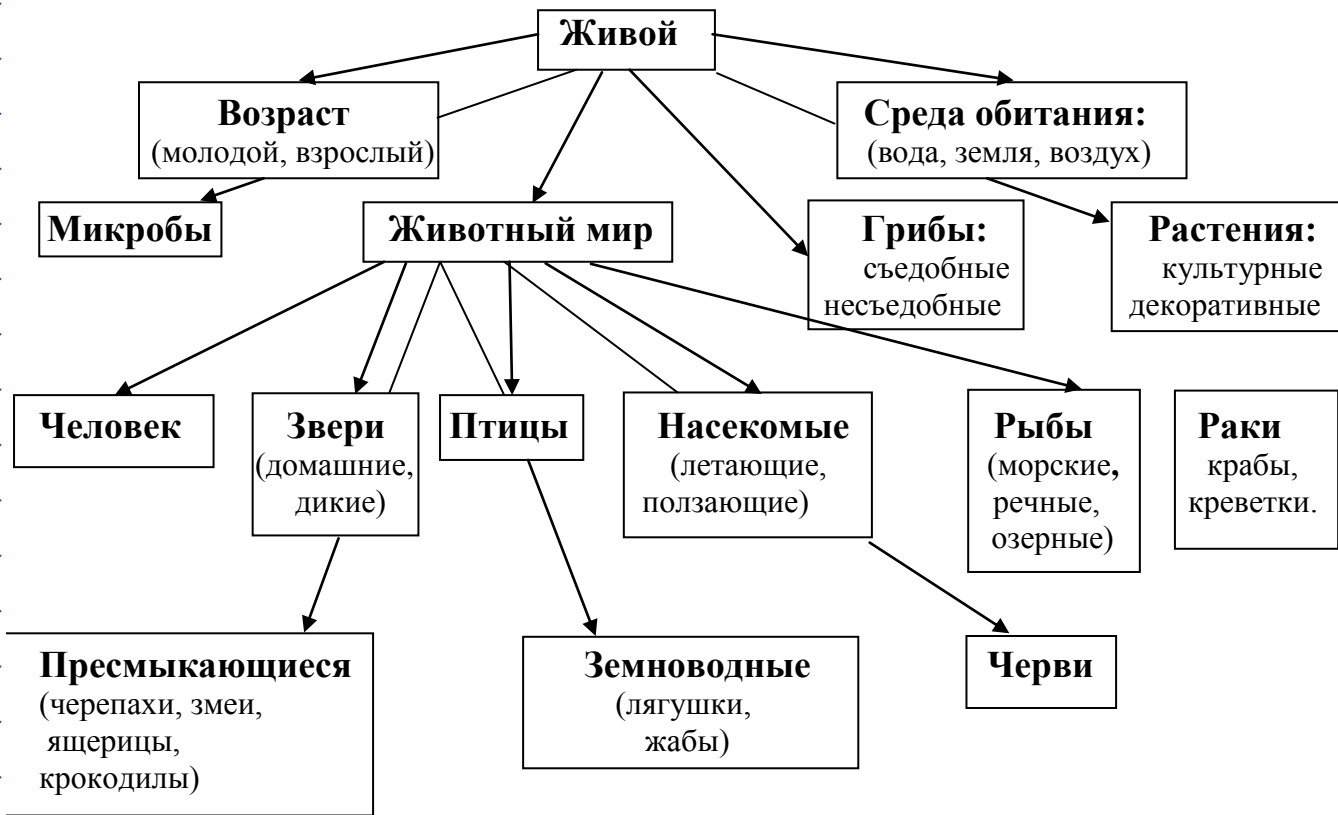 Живой
Возраст
(молодой, взрослый)
Среда обитания:
(вода, земля, воздух)
Микробы
Животный мир
Грибы:
съедобные
несъедобные
Растения:
культурные
декоративные
Человек
Звери
(домашние,
дикие)
Птицы
Насекомые
(летающие,
ползающие)
Рыбы
(морские,
речные,
озерные)
Раки
крабы,
креветки.
Пресмыкающиеся
(черепахи, змеи,
ящерицы,
крокодилы)
Земноводные
(лягушки,
жабы)
Черви